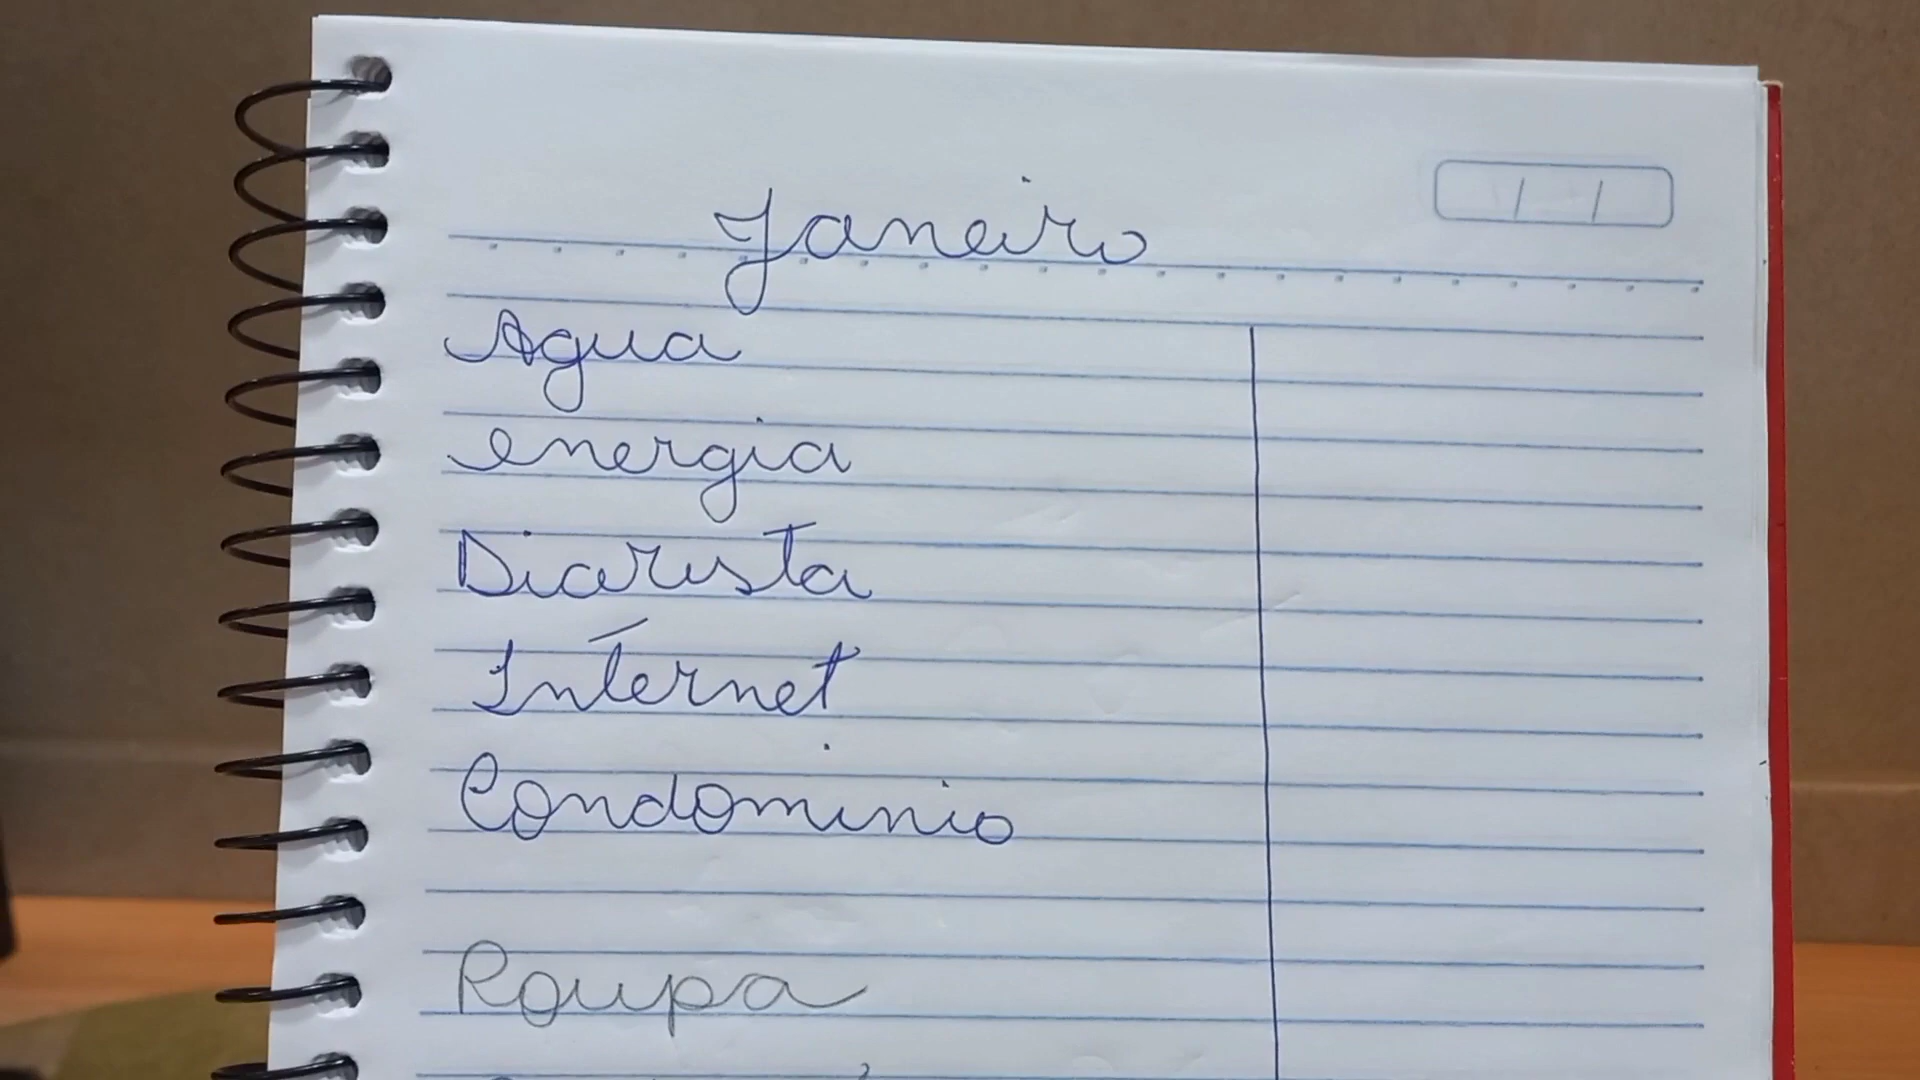 Janeiro
/ /
Agua
energia
Diarista
Internet
Condominio
Roupa